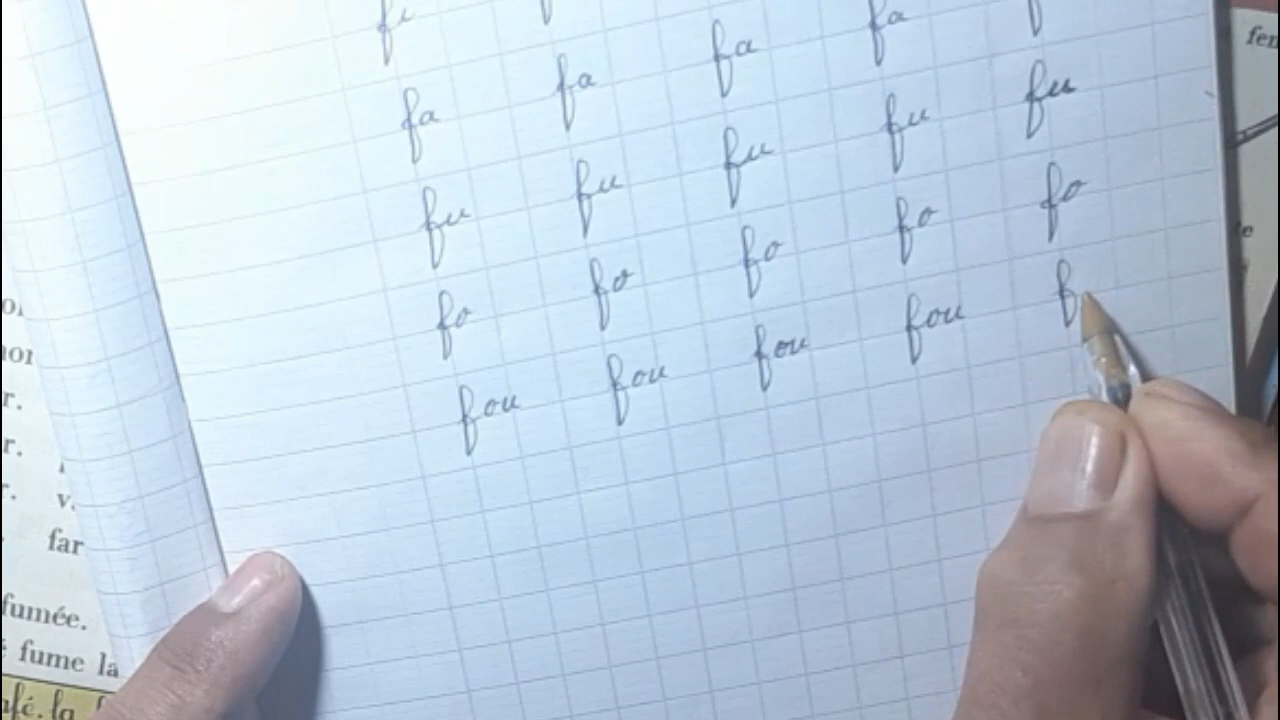 fi
fa fa fa fa
fu fu fu fu fu
fo fo fo fo fo
fou fou fou fou f
r.
r.
r. v.
far
fumée.
fume la